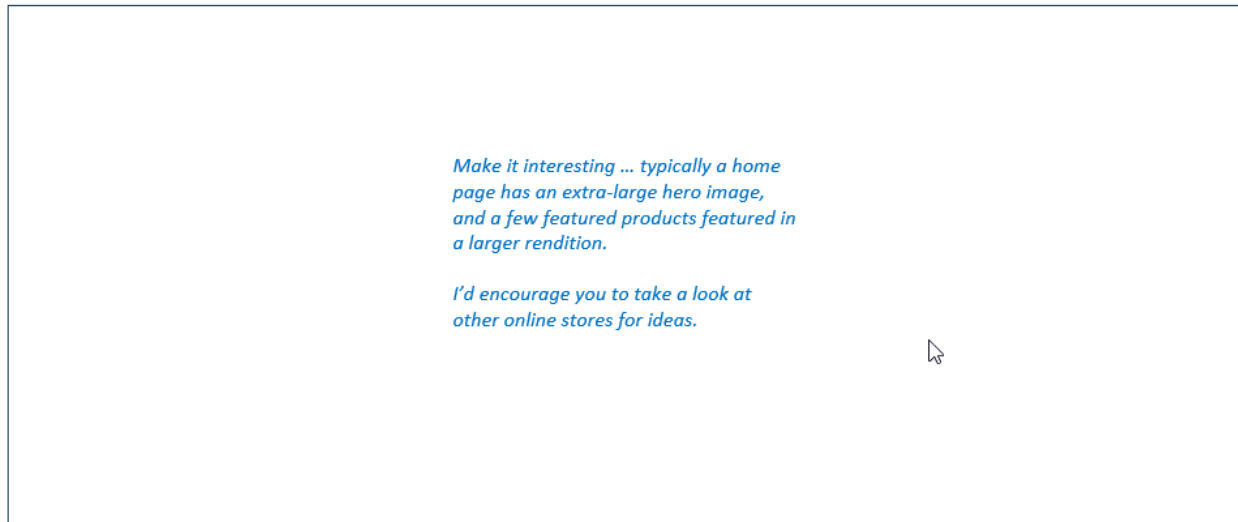 Make it interesting … typically a home
page has an extra-large hero image,
and a few featured products featured in
a larger rendition.
I’d encourage you to take a look at
other online stores for ideas.